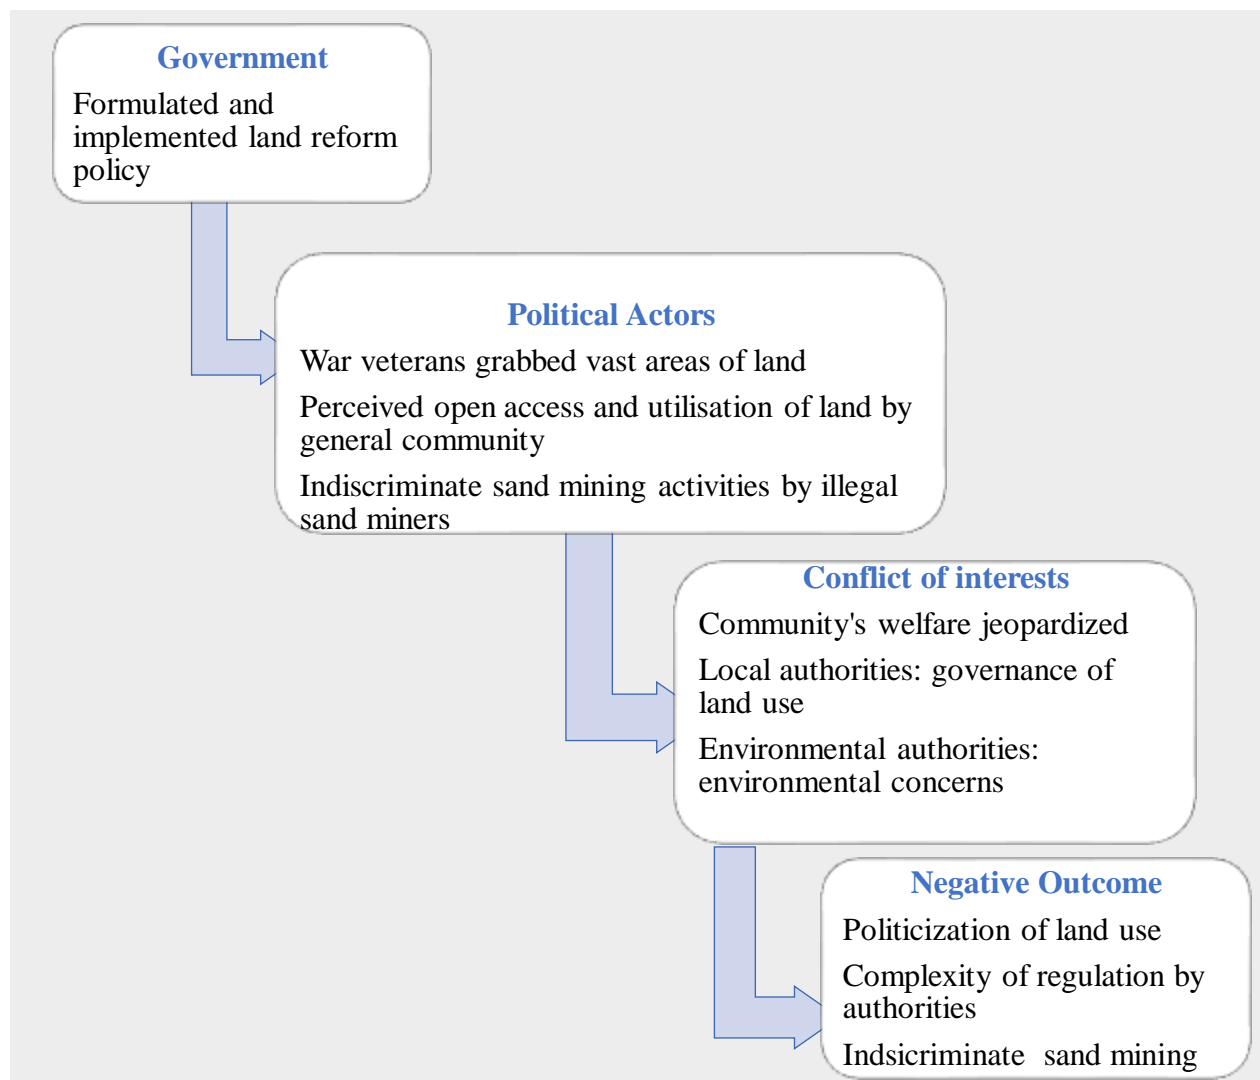 Government
Formulated and
implemented land reform
policy
Political Actors
War veterans grabbed vast areas of land
Perceived open access and utilisation of land by
general community
Indiscriminate sand mining activities by illegal
sand miners
Conflict of interests
Community's welfare jeopardized
Local authorities: governance of
land use
Environmental authorities:
environmental concerns
Negative Outcome
Politicization of land use
Complexity of regulation by
authorities
Indsicriminate sand mining